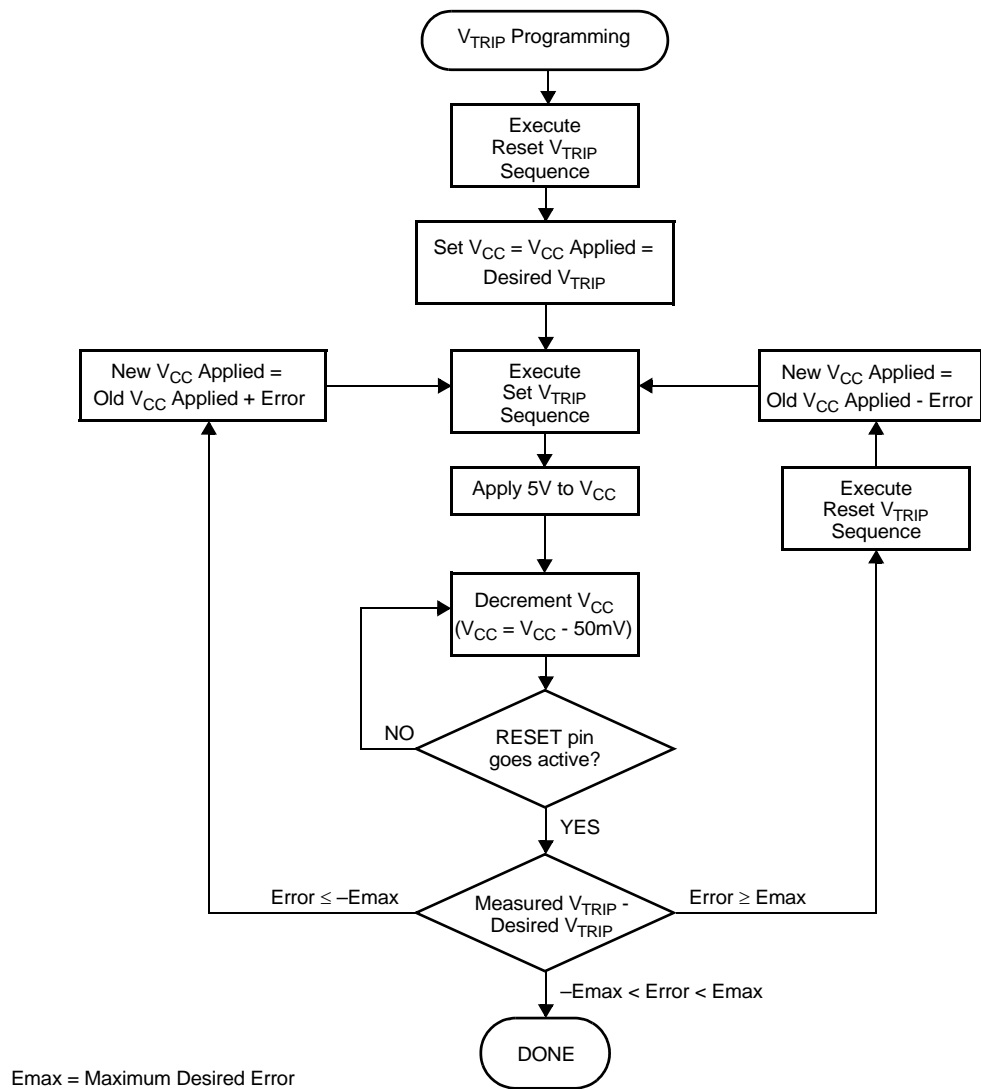 VTRIP Programming
Execute
Reset VTRIP
Sequence
Set VCC = VCC Applied =
Desired VTRIP
New VCC Applied =
Old VCC Applied + Error
Execute
Set VTRIP
Sequence
New VCC Applied =
Old VCC Applied - Error
Apply 5V to VCC
Execute
Reset VTRIP
Sequence
Decrement VCC
(VCC = VCC - 50mV)
NO
RESET pin
goes active?
YES
Error ≤ –Emax
Measured VTRIP -
Desired VTRIP
Error ≥ Emax
–Emax < Error < Emax
DONE
Emax = Maximum Desired Error